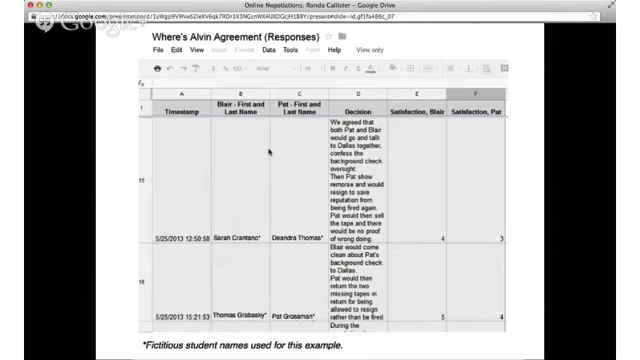 Online Negotiations: Ronda Callister – Google Drive
Google+
docs.google.com/presentation/d/
Where's Alvin Agreement (Responses)
File Edit View Format Data Tools Help View only
Timestamp
Blair - First and
Last Name
Pat - First and
Last Name
Decision
Satisfaction, Blair
Satisfaction, Pat
5/25/2013 12:50:58
Sarah Crantano*
Deandra Thomas*
We agreed that
both Pat and Blair
would go and talk
to Dallas together,
confess the
background check
oversight.
Then Pat show
remorse and would
resign to save
reputation from
being fired again.
Pat would then sell
the tape and there
would be no proof
of wrong doing.
4
3
5/25/2013 15:21:53
Thomas Grabasky*
Pat Grossman*
Blair would come
clean about Pat's
background check
to Dallas.
Pat would then
return the two
missing tapes in
return for being
allowed to resign
rather than be fired.
5
4
During the
*Fictitious student names used for this example.